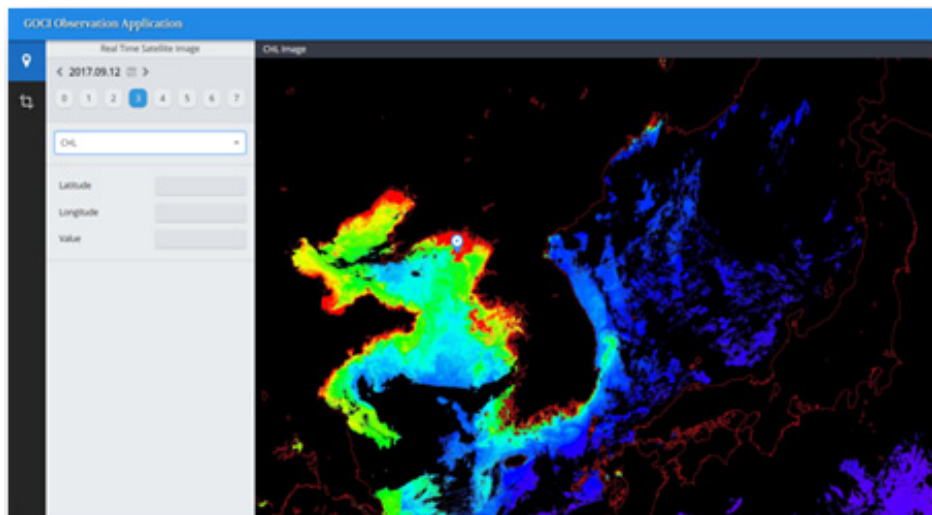 GOCI Observation Application
Real Time Satellite Image
CHL Image
< 2017.09.12 >
0 1 2 3 4 5 6 7
CHL
Latitude
Longitude
Value